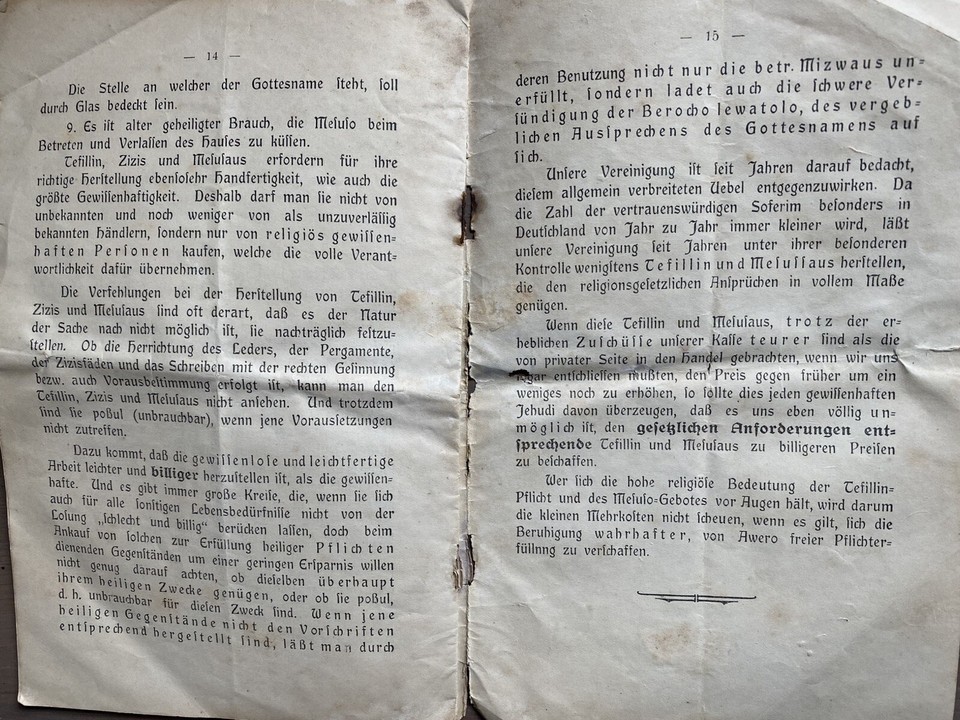 — 14 —
Die Stelle an welcher der Gottesname steht, soll
durch Glas bedeckt sein.
9. Es ist alter geheiligter Brauch, die Mesuso beim
Betreten und Verlassen des Hauses zu küssen.
Tefillin, Zizis und Mesusaus erfordern für ihre
richtige Herstellung ebensosehr Handfertigkeit, wie auch die
größte Gewissenhaftigkeit. Deshalb darf man sie nicht von
unbekannten und noch weniger von als unzuverlässig
bekannten Händlern, sondern nur von religiös gewissen=
haften Personen kaufen, welche die volle Verant=
wortlichkeit dafür übernehmen.
Die Verfehlungen bei der Herstellung von Tefillin,
Zizis und Mesusaus sind oft derart, daß es der Natur
der Sache nach nicht möglich ist, sie nachträglich festzu=
stellen. Ob die Herrichtung des Leders, der Pergamente,
der Zizisfäden und das Schreiben mit der rechten Gesinnung
bezw. auch Vorausbestimmung erfolgt ist, kann man den
Tefillin, Zizis und Mesusaus nicht ansehen. Und trotzdem
sind sie poßul (unbrauchbar), wenn jene Voraussetzungen
nicht zutreffen.
Dazu kommt, daß die gewissenlose und leichtfertige
Arbeit leichter und billiger herzustellen ist, als die gewissen=
hafte. Und es gibt immer große Kreise, die, wenn sie sich
auch für alle sonstigen Lebensbedürfnisse nicht von der
Losung „schlecht und billig“ berücken lassen, doch beim
Ankauf von solchen zur Erfüllung heiliger Pflichten
dienenden Gegenständen um einer geringen Ersparnis willen
nicht genug darauf achten, ob dieselben überhaupt
ihrem heiligen Zwecke genügen, oder ob sie poßul,
d. h. unbrauchbar für diesen Zweck sind. Wenn jene
heiligen Gegenstände nicht den Vorschriften
entsprechend hergestellt sind, läßt man durch
— 15 —
deren Benutzung nicht nur die betr. Mizwaus un=
erfüllt, sondern ladet auch die schwere Ver=
sündigung der Berocho lewatolo, des vergeb=
lichen Aussprechens des Gottesnamens auf
sich.
Unsere Vereinigung ist seit Jahren darauf bedacht,
diesem allgemein verbreiteten Uebel entgegenzuwirken. Da
die Zahl der vertrauenswürdigen Soferim besonders in
Deutschland von Jahr zu Jahr immer kleiner wird, läßt
unsere Vereinigung seit Jahren unter ihrer besonderen
Kontrolle wenigstens Tefillin und Mesussaus herstellen,
die den religionsgesetzlichen Ansprüchen in vollem Maße
genügen.
Wenn diese Tefillin und Mesusaus, trotz der er=
heblichen Zuschüsse unserer Kasse teurer sind als die
von privater Seite in den Handel gebrachten, wenn wir uns
sogar entschliessen mußten, den Preis gegen früher um ein
weniges noch zu erhöhen, so sollte dies jeden gewissenhaften
Jehudi davon überzeugen, daß es uns eben völlig un=
möglich ist, den gesetzlichen Anforderungen ent=
sprechende Tefillin und Mesusaus zu billigeren Preisen
zu beschaffen.
Wer sich die hohe religiöse Bedeutung der Tefillin=
Pflicht und des Mesuso=Gebotes vor Augen hält, wird darum
die kleinen Mehrkosten nicht scheuen, wenn es gilt, sich die
Beruhigung wahrhafter, von Awero freier Pflichter=
füllnng zu verschaffen.